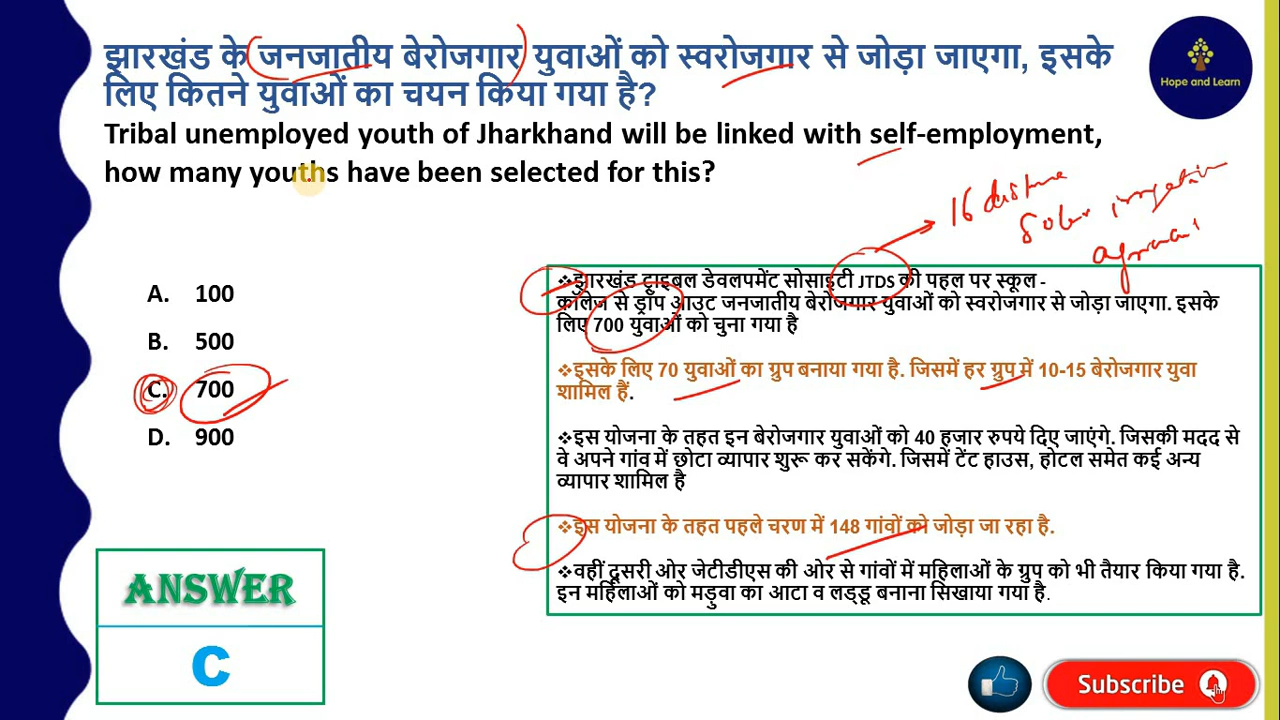 झारखंड के जनजातीय बेरोजगार युवाओं को स्वरोजगार से जोड़ा जाएगा, इसके
लिए कितने युवाओं का चयन किया गया है?
Hope and Learn
Tribal unemployed youth of Jharkhand will be linked with self-employment,
how many youths have been selected for this?
16
A. 100
B. 500
C. 700
D. 900
❖झारखंड ट्राइबल डेवलपमेंट सोसाइटी JTDS की पहल पर स्कूल -
कॉलेज से ड्रॉप आउट जनजातीय बेरोजगार युवाओं को स्वरोजगार से जोड़ा जाएगा. इसके
लिए 700 युवाओं को चुना गया है
❖इसके लिए 70 युवाओं का ग्रुप बनाया गया है. जिसमें हर ग्रुप में 10-15 बेरोजगार युवा
शामिल हैं.
❖इस योजना के तहत इन बेरोजगार युवाओं को 40 हजार रुपये दिए जाएंगे. जिसकी मदद से
वे अपने गांव में छोटा व्यापार शुरू कर सकेंगे. जिसमें टेंट हाउस, होटल समेत कई अन्य
व्यापार शामिल है
❖इस योजना के तहत पहले चरण में 148 गांवों को जोड़ा जा रहा है.
❖वहीं दूसरी ओर जेटीडीएस की ओर से गांवों में महिलाओं के ग्रुप को भी तैयार किया गया है.
इन महिलाओं को मड़ुवा का आटा व लड्डू बनाना सिखाया गया है.
ANSWER
C
Subscribe